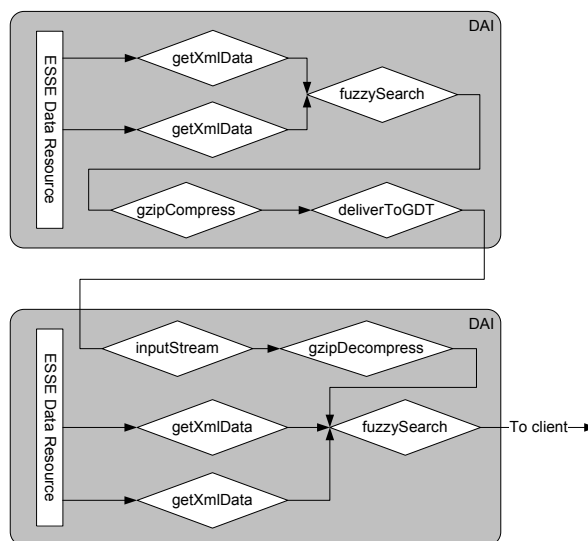 DAI
ESSE Data Resource
getXmlData
fuzzySearch
getXmlData
gzipCompress
deliverToGDT
DAI
ESSE Data Resource
inputStream
gzipDecompress
getXmlData
fuzzySearch
To client
getXmlData